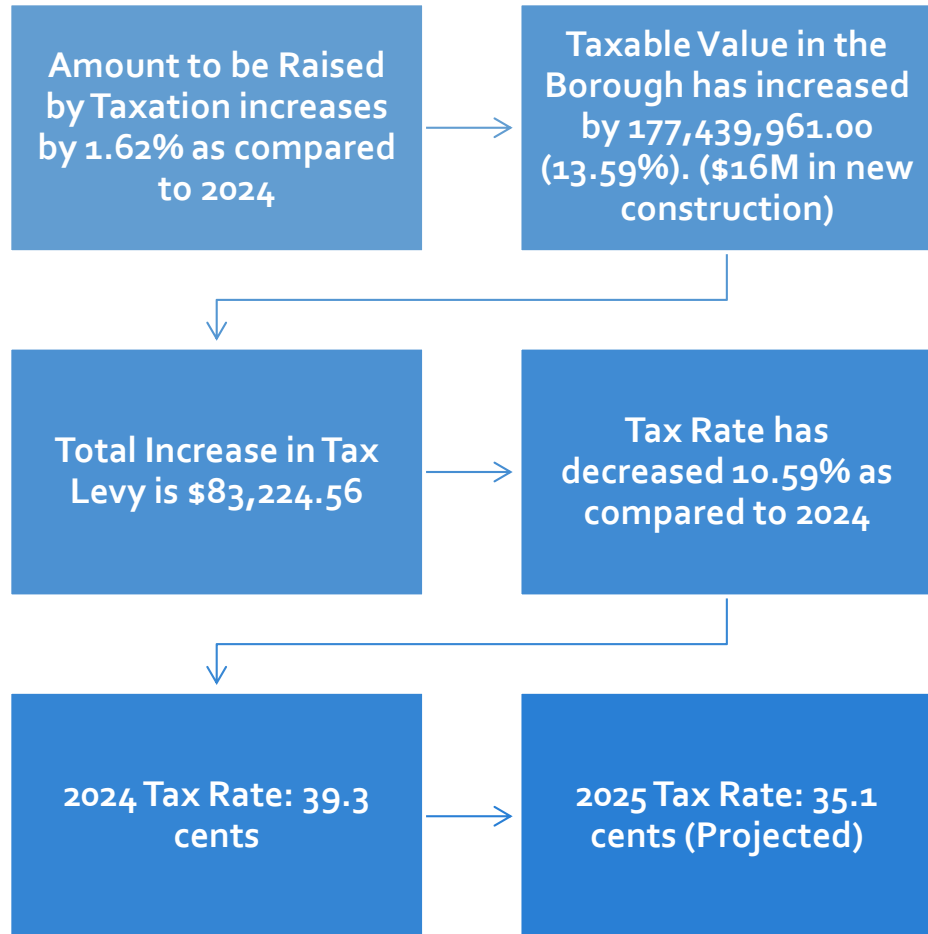 Amount to be Raised
by Taxation increases
by 1.62% as compared
to 2024
Taxable Value in the
Borough has increased
by 177,439,961.00
(13.59%). ($16M in new
construction)
Total Increase in Tax
Levy is $83,224.56
Tax Rate has
decreased 10.59% as
compared to 2024
2024 Tax Rate: 39.3
cents
2025 Tax Rate: 35.1
cents (Projected)